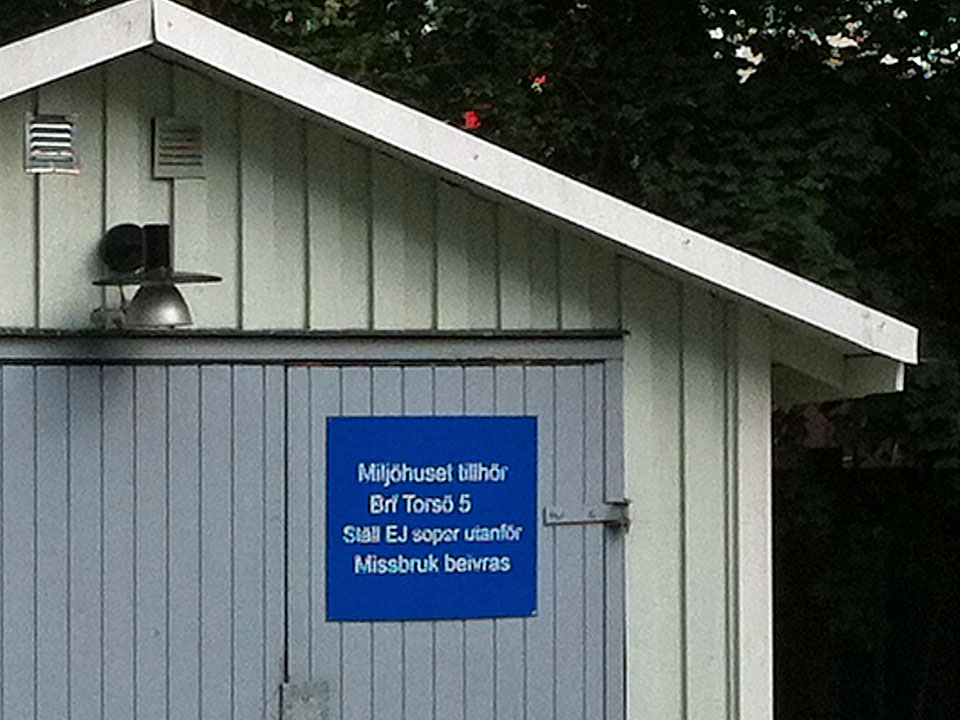 Miljöhuset tillhör
Brf Torsö 5
Ställ EJ sopor utanför
Missbruk beivras